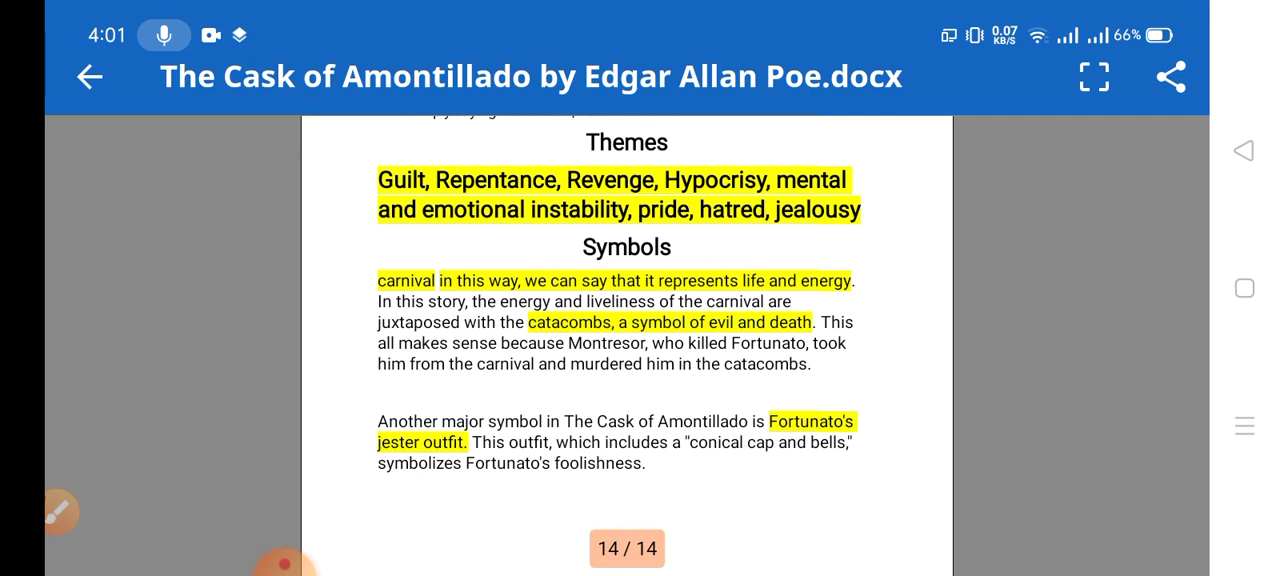 4:01 0.07 KB/S 66%
The Cask of Amontillado by Edgar Allan Poe.docx
Themes
Guilt, Repentance, Revenge, Hypocrisy, mental
and emotional instability, pride, hatred, jealousy
Symbols
carnival in this way, we can say that it represents life and energy.
In this story, the energy and liveliness of the carnival are
juxtaposed with the catacombs, a symbol of evil and death. This
all makes sense because Montresor, who killed Fortunato, took
him from the carnival and murdered him in the catacombs.
Another major symbol in The Cask of Amontillado is Fortunato's
jester outfit. This outfit, which includes a "conical cap and bells,"
symbolizes Fortunato's foolishness.
14 / 14